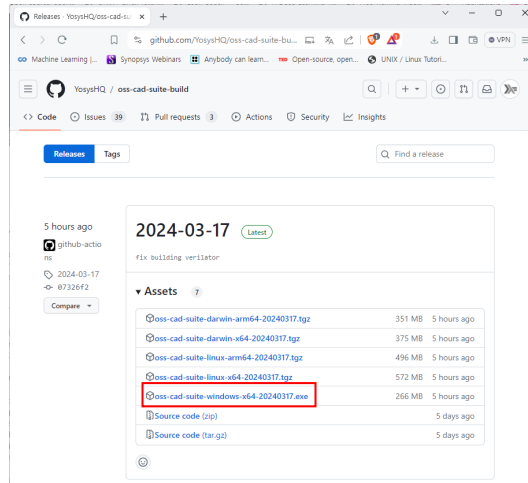 Releases · YosysHQ/oss-cad-su
github.com/YosysHQ/oss-cad-suite-bu...
VPN
Machine Learning |...
Synopsys Webinars
Anybody can learn...
Open-source, open...
UNIX / Linux Tutori...
YosysHQ / oss-cad-suite-build
Code
Issues 39
Pull requests 3
Actions
Security
Insights
Releases
Tags
Find a release
5 hours ago
github-actio
ns
2024-03-17
07326f2
Compare
2024-03-17 Latest
fix building verilator
Assets 7
oss-cad-suite-darwin-arm64-20240317.tgz 351 MB 5 hours ago
oss-cad-suite-darwin-x64-20240317.tgz 375 MB 5 hours ago
oss-cad-suite-linux-arm64-20240317.tgz 496 MB 5 hours ago
oss-cad-suite-linux-x64-20240317.tgz 572 MB 5 hours ago
oss-cad-suite-windows-x64-20240317.exe 266 MB 5 hours ago
Source code (zip) 5 days ago
Source code (tar.gz) 5 days ago